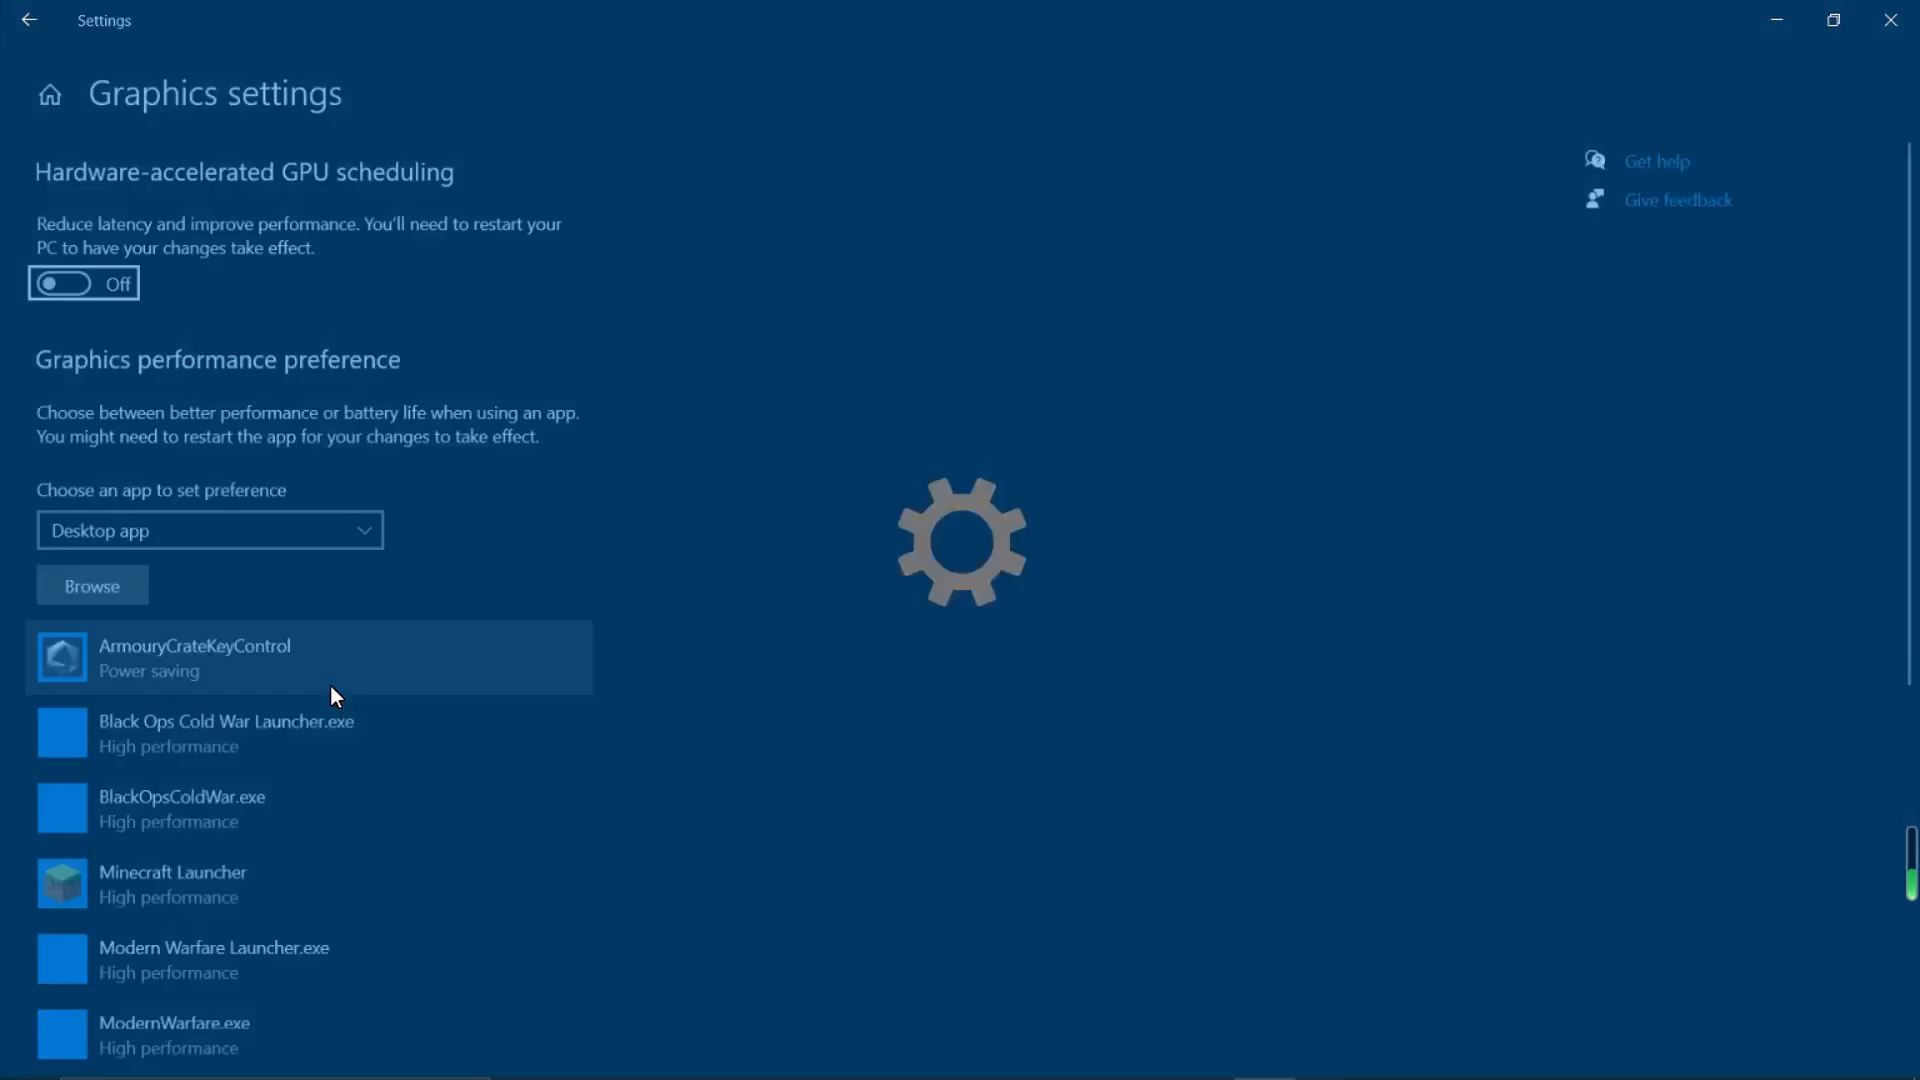 Settings
Graphics settings
Hardware-accelerated GPU scheduling
Reduce latency and improve performance. You'll need to restart your
PC to have your changes take effect.
Off
Graphics performance preference
Choose between better performance or battery life when using an app.
You might need to restart the app for your changes to take effect.
Choose an app to set preference
Desktop app
Browse
ArmouryCrateKeyControl
Power saving
Black Ops Cold War Launcher.exe
High performance
BlackOpsColdWar.exe
High performance
Minecraft Launcher
High performance
Modern Warfare Launcher.exe
High performance
ModernWarfare.exe
High performance
Get help
Give feedback